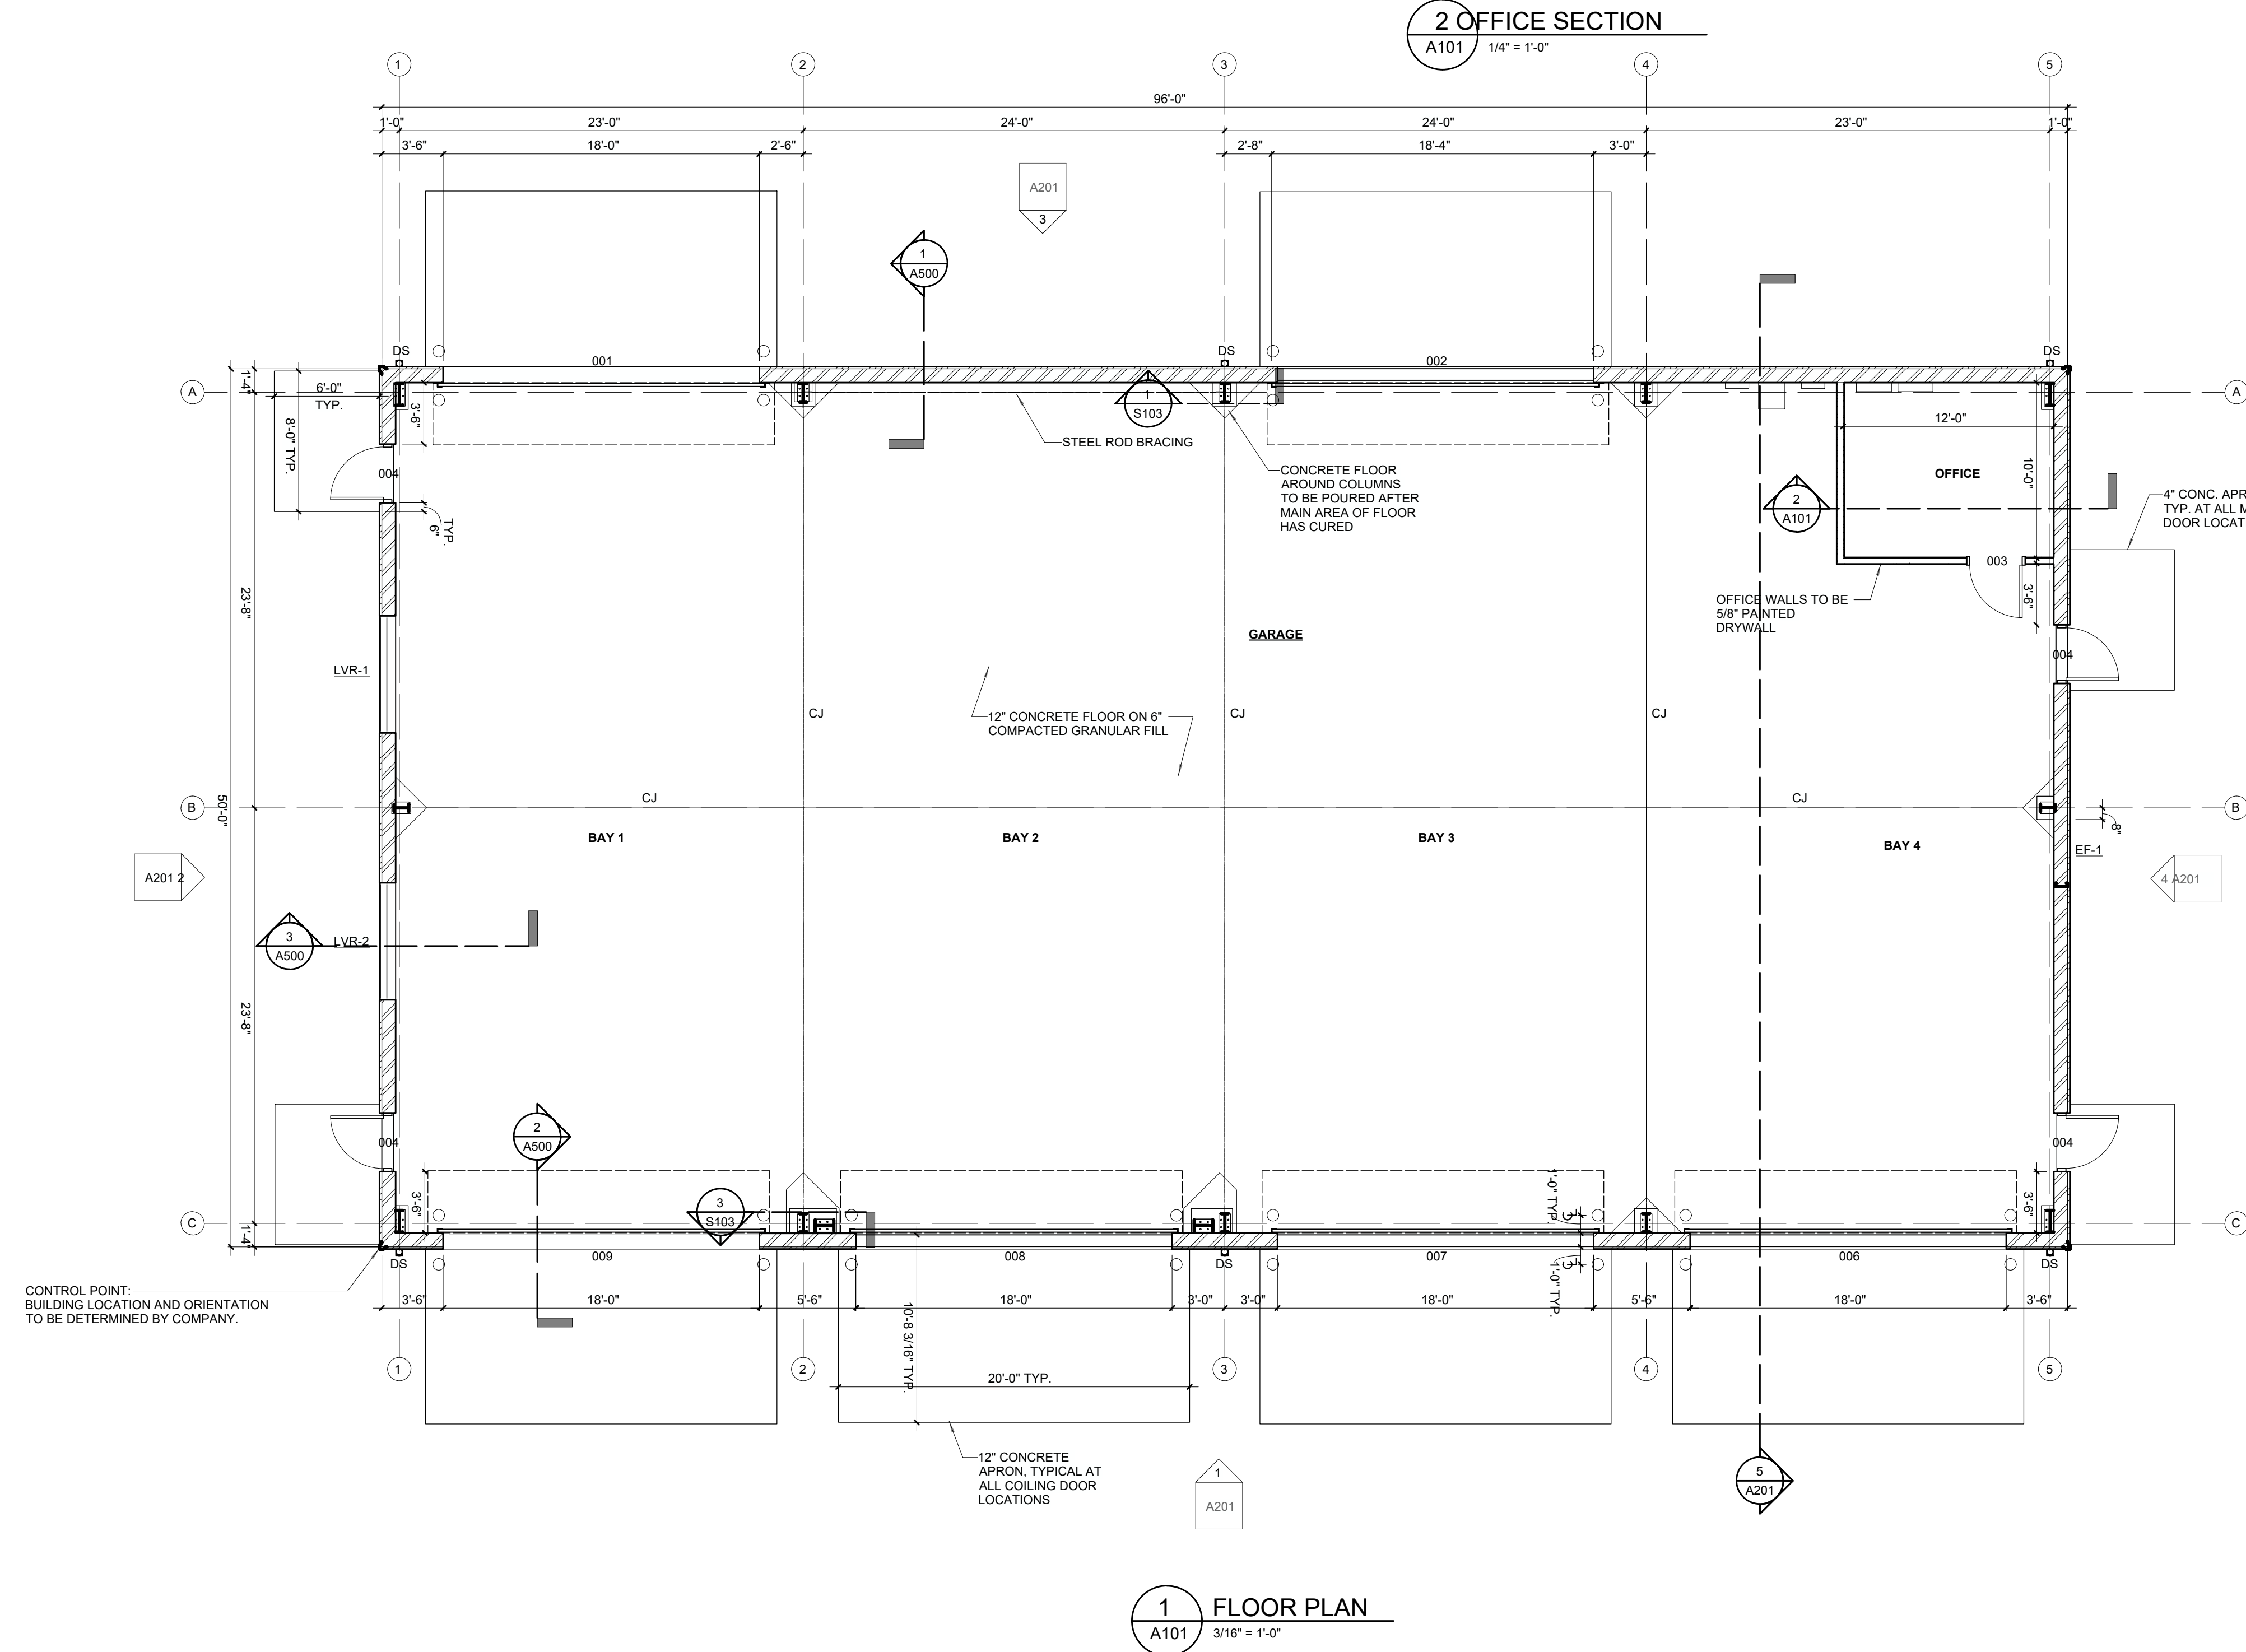 2 OFFICE SECTION
A101
1/4" = 1'-0"
1
2
3
4
5
96'-0"
1'-0"
23'-0"
24'-0"
24'-0"
23'-0"
1'-0"
3'-6"
18'-0"
2'-6"
2'-8"
18'-4"
3'-0"
A201
3
1
A500
DS
001
DS
002
DS
A
1'-4"
6'-0"
TYP.
3'-6"
8'-0" TYP.
1
S103
A
12'-0"
STEEL ROD BRACING
CONCRETE FLOOR
AROUND COLUMNS
TO BE POURED AFTER
MAIN AREA OF FLOOR
HAS CURED
004
10'-0"
OFFICE
2
A101
4" CONC. APR
TYP. AT ALL M
DOOR LOCAT
TYP.
6"
003
23'-8"
3'-6"
OFFICE WALLS TO BE
5/8" PAINTED
DRYWALL
GARAGE
004
LVR-1
CJ
CJ
CJ
12" CONCRETE FLOOR ON 6"
COMPACTED GRANULAR FILL
B
50'-0"
CJ
CJ
B
8"
BAY 1
BAY 2
BAY 3
BAY 4
EF-1
A201 2
4 A201
3
A500
LVR-2
23'-8"
2
A500
004
004
3'-6"
3
S103
1'-0" TYP.
3'-6"
C
1'-4"
C
009
008
007
006
DS
DS
DS
1'-0" TYP.
CONTROL POINT:
BUILDING LOCATION AND ORIENTATION
TO BE DETERMINED BY COMPANY.
3'-6"
18'-0"
5'-6"
18'-0"
3'-0"
3'-0"
18'-0"
5'-6"
18'-0"
3'-6"
10'-8 3/16" TYP.
1
2
3
4
5
20'-0" TYP.
12" CONCRETE
APRON, TYPICAL AT
ALL COILING DOOR
LOCATIONS
1
A201
5
A201
1
A101
FLOOR PLAN
3/16" = 1'-0"